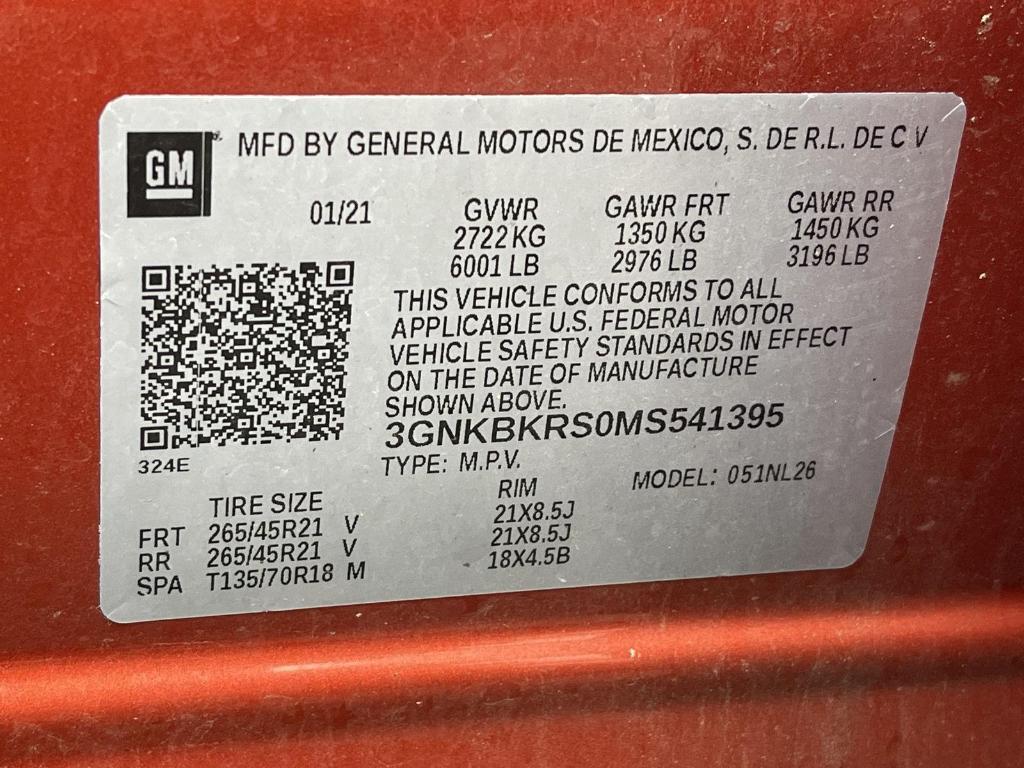 GM
MFD BY GENERAL MOTORS DE MEXICO, S. DE R.L. DE C V
01/21 GVWR GAWR FRT GAWR RR
2722 KG 1350 KG 1450 KG
6001 LB 2976 LB 3196 LB
THIS VEHICLE CONFORMS TO ALL
APPLICABLE U.S. FEDERAL MOTOR
VEHICLE SAFETY STANDARDS IN EFFECT
ON THE DATE OF MANUFACTURE
SHOWN ABOVE.
3GNKBKRS0MS541395
324E
TYPE: M.P.V. MODEL: 051NL26
TIRE SIZE RIM
FRT 265/45R21 V 21X8.5J
RR 265/45R21 V 21X8.5J
SPA T135/70R18 M 18X4.5B